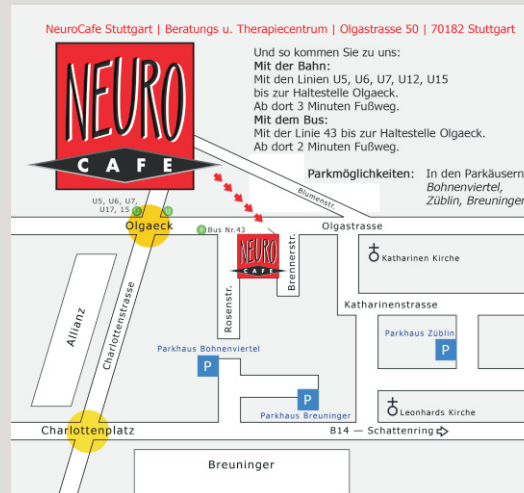 NeuroCafe Stuttgart | Beratungs u. Therapiecentrum | Olgastrasse 50 | 70182 Stuttgart
NEURO
CAFE
Und so kommen Sie zu uns:
Mit der Bahn:
Mit den Linien U5, U6, U7, U12, U15
bis zur Haltestelle Olgaeck.
Ab dort 3 Minuten Fußweg.
Mit dem Bus:
Mit der Linie 43 bis zur Haltestelle Olgaeck.
Ab dort 2 Minuten Fußweg.
Parkmöglichkeiten: In den Parkäusern
Bohnenviertel,
Züblin, Breuninger
Blumenstr.
U5, U6, U7,
U17, 15
U
U
Olgaeck
Bus Nr.43
Olgastrasse
NEURO
CAFE
Brennerstr.
Rosenstr.
Katharinen Kirche
Katharinenstrasse
Allianz
Charlottenstrasse
Parkhaus Bohnenviertel
P
Parkhaus Züblin
P
P
Parkhaus Breuninger
Leonhards Kirche
Charlottenplatz
B14 — Schattenring
Breuninger